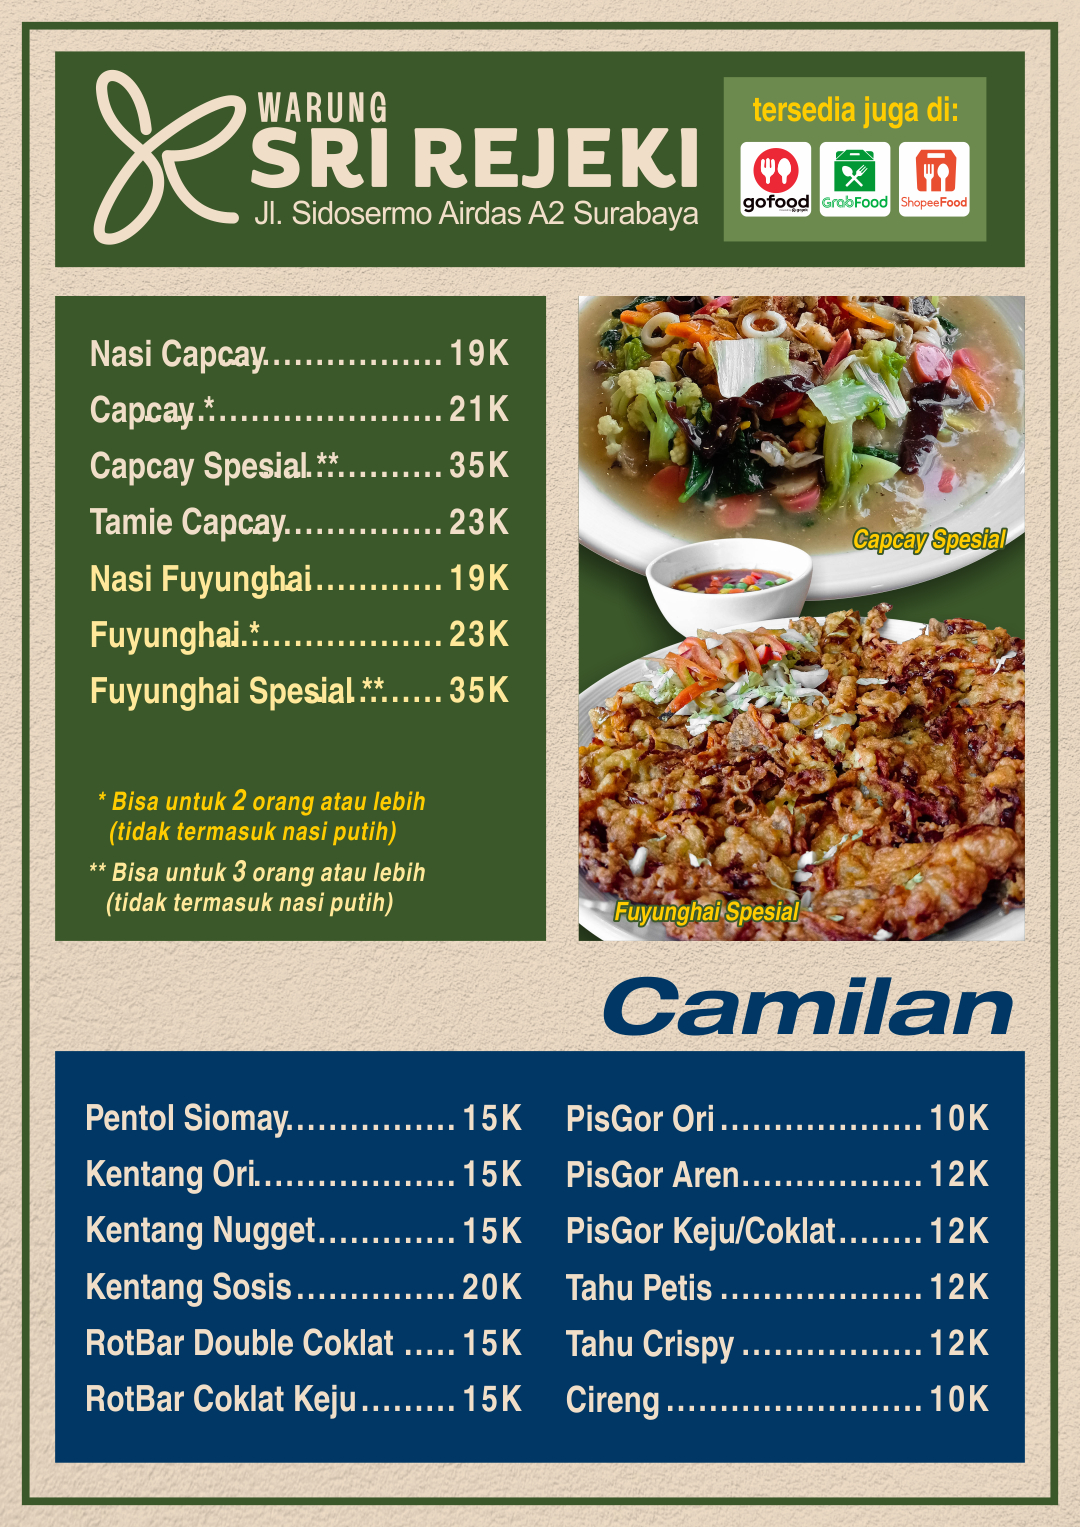 WARUNG
SRI REJEKI
Jl. Sidosermo Airdas A2 Surabaya
tersedia juga di:
gofood
GrabFood
ShopeeFood
Nasi Capcay................. 19K
Capcay *.................... 21K
Capcay Spesial **.......... 35K
Tamie Capcay.............. 23K
Nasi Fuyunghai............ 19K
Fuyunghai *................ 23K
Fuyunghai Spesial **....... 35K
* Bisa untuk 2 orang atau lebih
(tidak termasuk nasi putih)
** Bisa untuk 3 orang atau lebih
(tidak termasuk nasi putih)
Capcay Spesial
Fuyunghai Spesial
Camilan
Pentol Siomay................ 15K
Kentang Ori................... 15K
Kentang Nugget............. 15K
Kentang Sosis............... 20K
RotBar Double Coklat ..... 15K
RotBar Coklat Keju......... 15K
PisGor Ori ................... 10K
PisGor Aren................. 12K
PisGor Keju/Coklat........ 12K
Tahu Petis ................... 12K
Tahu Crispy ................. 12K
Cireng ........................ 10K